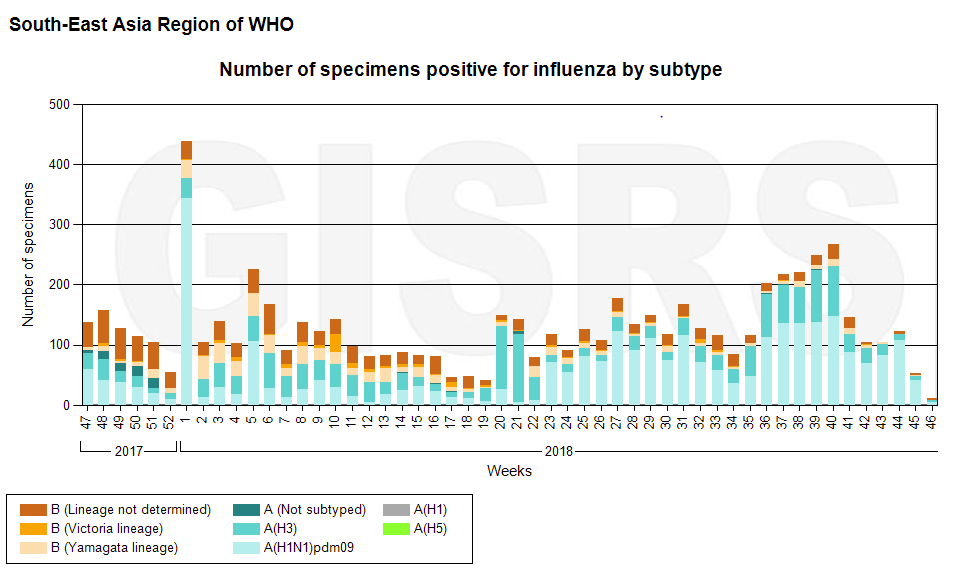 South-East Asia Region of WHO
Number of specimens positive for influenza by subtype
GISRS
Number of specimens
500
400
300
200
100
0
47 48 49 50 51 52 1 2 3 4 5 6 7 8 9 10 11 12 13 14 15 16 17 18 19 20 21 22 23 24 25 26 27 28 29 30 31 32 33 34 35 36 37 38 39 40 41 42 43 44 45 46
2017 2018
Weeks
B (Lineage not determined) A (Not subtyped) A(H1)
B (Victoria lineage) A(H3) A(H5)
B (Yamagata lineage) A(H1N1)pdm09